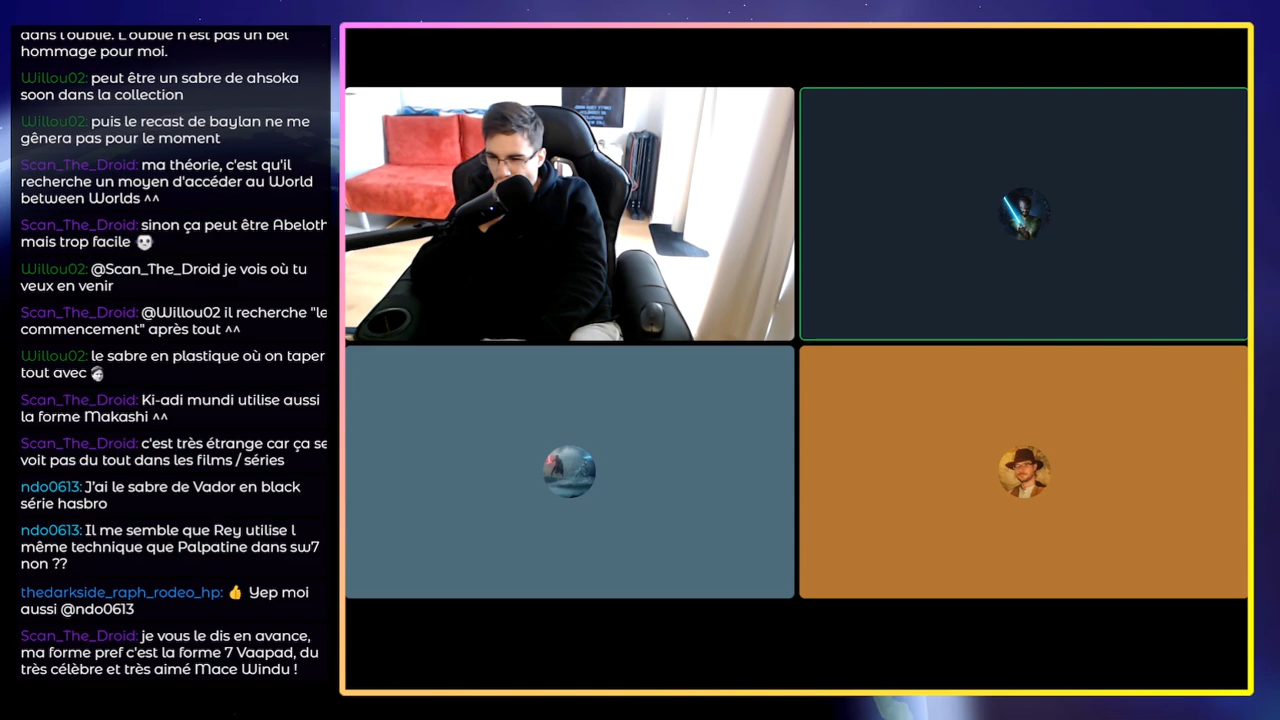 dans l'oublie. L'oublie n'est pas un bel
hommage pour moi.
Willou02: peut être un sabre de ahsoka
soon dans la collection
Willou02: puis le recast de baylan ne me
gênera pas pour le moment
Scan_The_Droid: ma théorie, c'est qu'il
recherche un moyen d'accéder au World
between Worlds ^^
Scan_The_Droid: sinon ça peut être Abeloth
mais trop facile
Willou02: @Scan_The_Droid je vois où tu
veux en venir
Scan_The_Droid: @Willou02 il recherche "le
commencement" après tout ^^
Willou02: le sabre en plastique où on taper
tout avec
Scan_The_Droid: Ki-adi mundi utilise aussi
la forme Makashi ^^
Scan_The_Droid: c'est très étrange car ça se
voit pas du tout dans les films / séries
ndo0613: J'ai le sabre de Vador en black
série hasbro
ndo0613: Il me semble que Rey utilise l
même technique que Palpatine dans sw7
non ??
thedarkside_raph_rodeo_hp: 👍 Yep moi
aussi @ndo0613
Scan_The_Droid: je vous le dis en avance,
ma forme pref c'est la forme 7 Vaapad, du
très célèbre et très aimé Mace Windu !